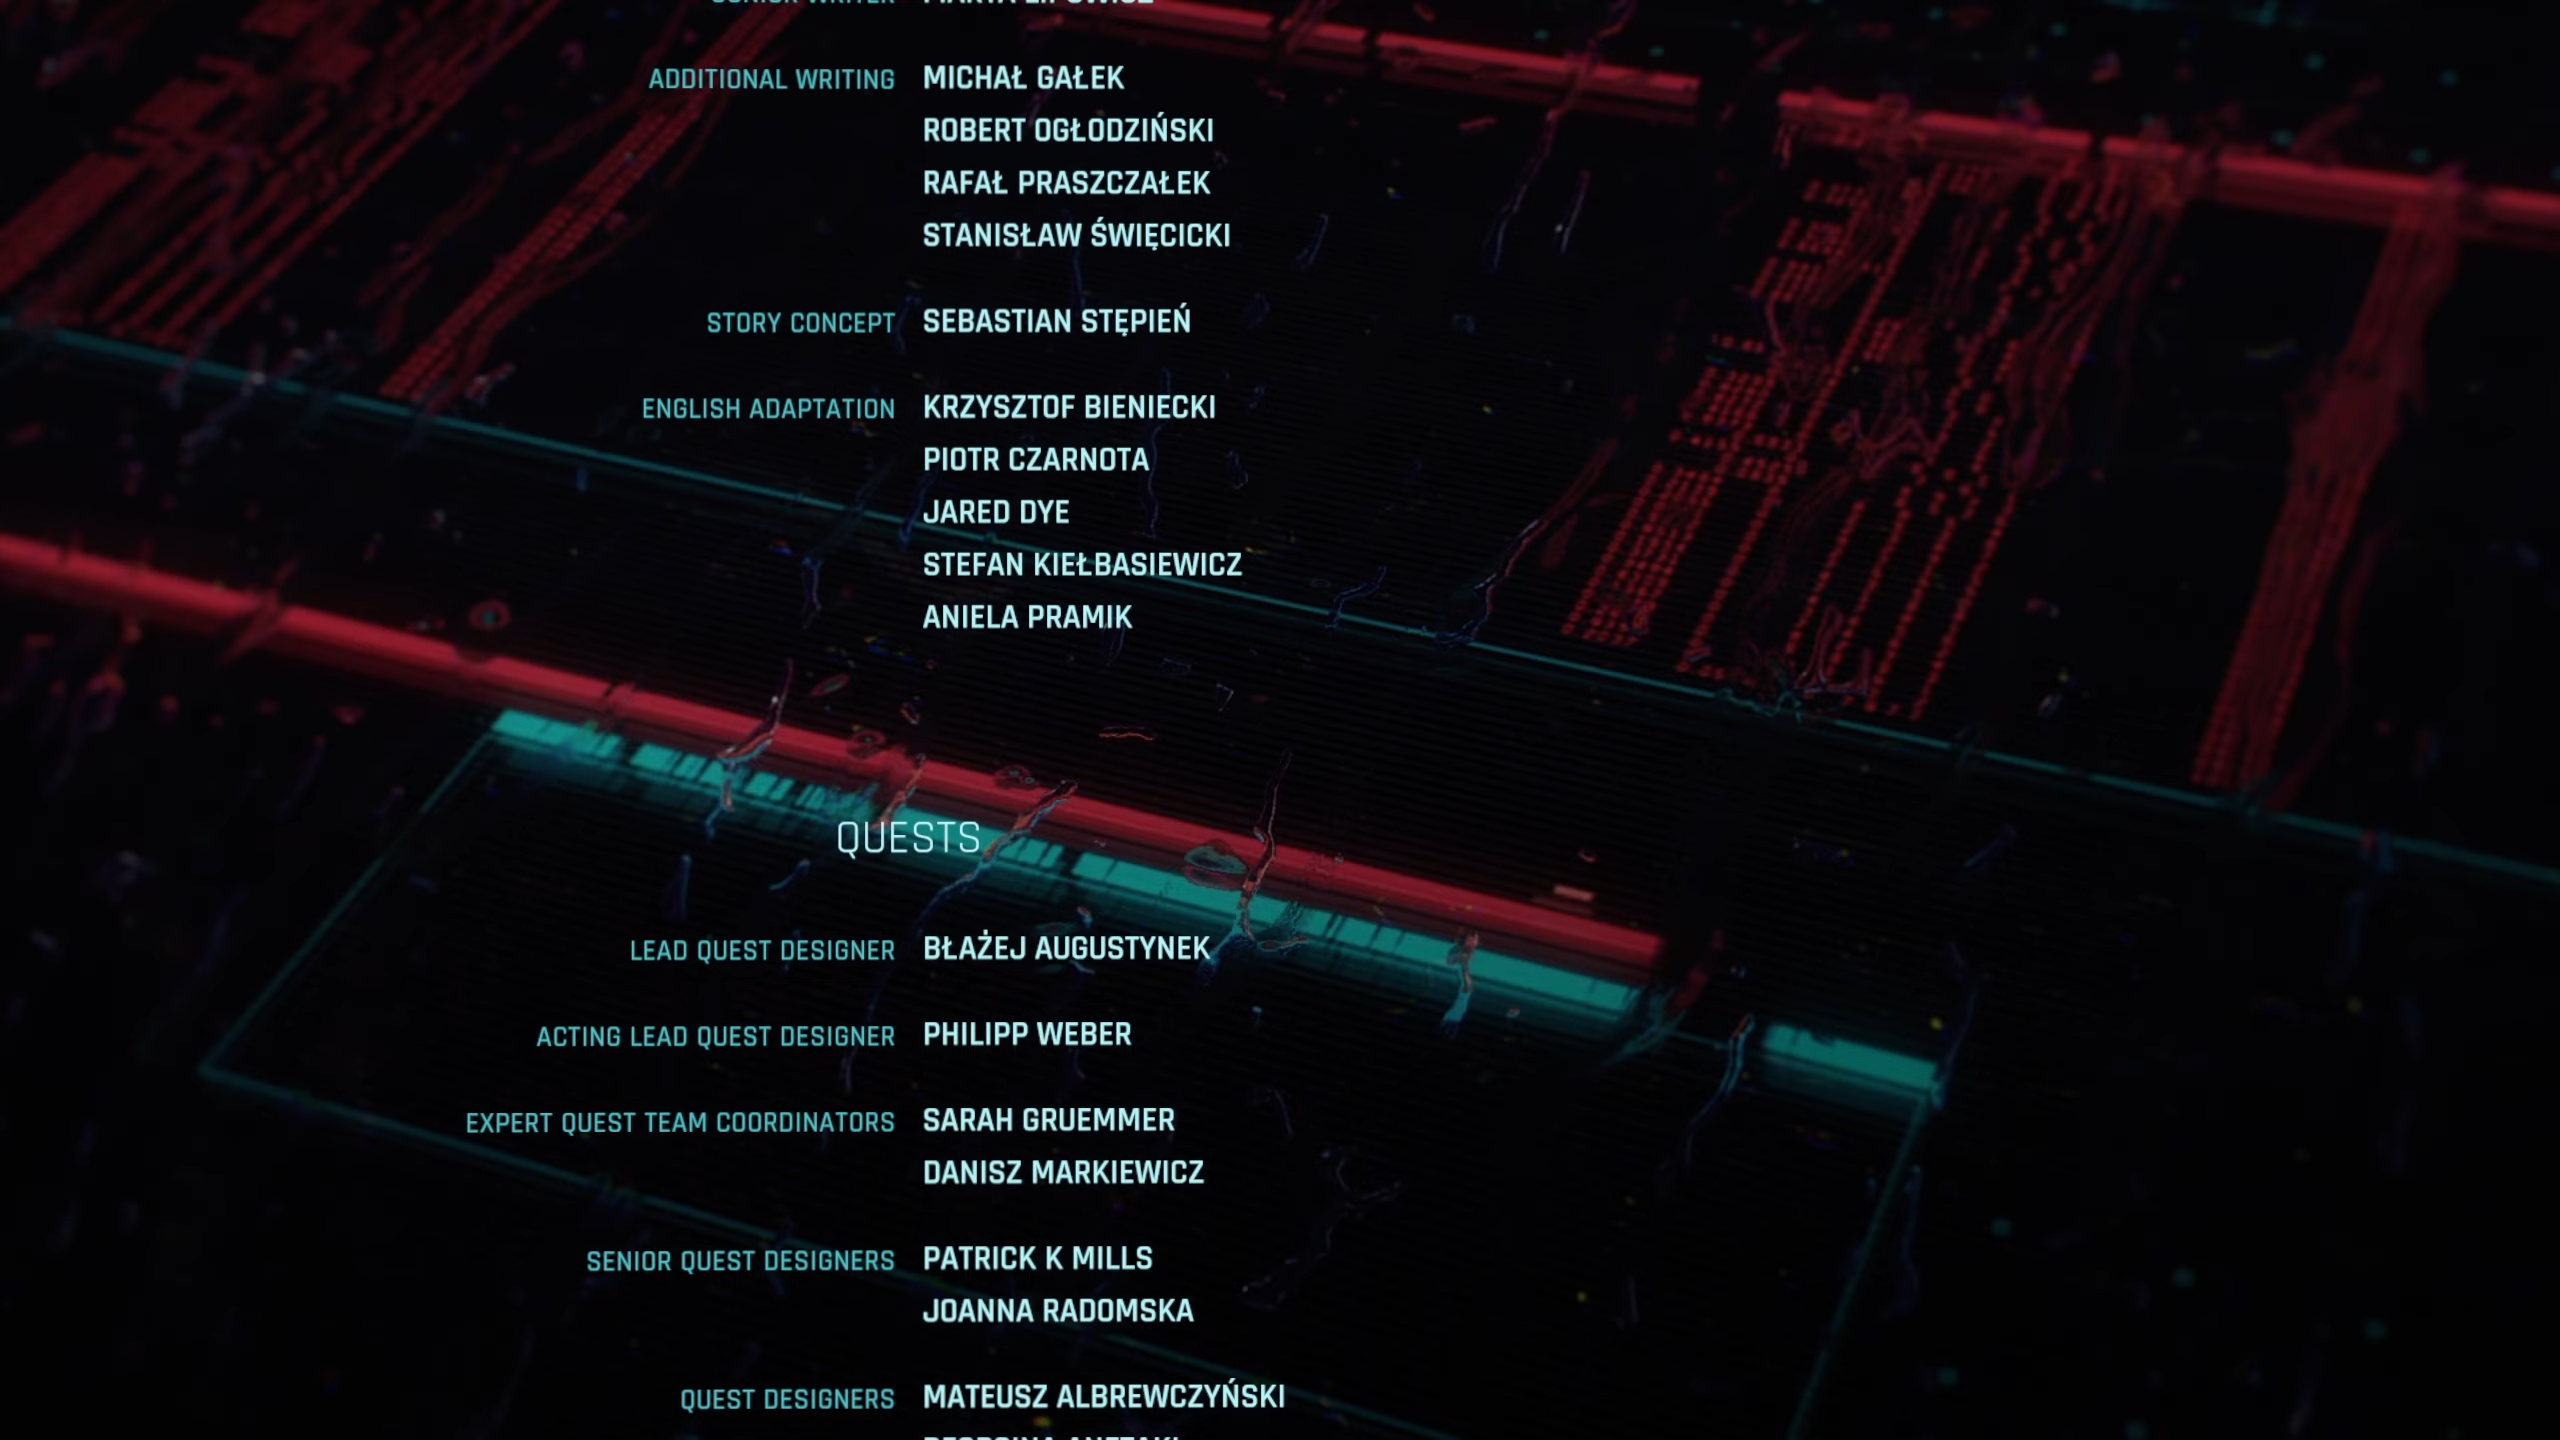 ADDITIONAL WRITING MICHAŁ GAŁEK
ROBERT OGŁODZIŃSKI
RAFAŁ PRASZCZAŁEK
STANISŁAW ŚWIĘCICKI
STORY CONCEPT SEBASTIAN STĘPIEŃ
ENGLISH ADAPTATION KRZYSZTOF BIENIECKI
PIOTR CZARNOTA
JARED DYE
STEFAN KIEŁBASIEWICZ
ANIELA PRAMIK
QUESTS
LEAD QUEST DESIGNER BŁAŻEJ AUGUSTYNEK
ACTING LEAD QUEST DESIGNER PHILIPP WEBER
EXPERT QUEST TEAM COORDINATORS SARAH GRUEMMER
DANISZ MARKIEWICZ
SENIOR QUEST DESIGNERS PATRICK K MILLS
JOANNA RADOMSKA
QUEST DESIGNERS MATEUSZ ALBREWCZYŃSKI